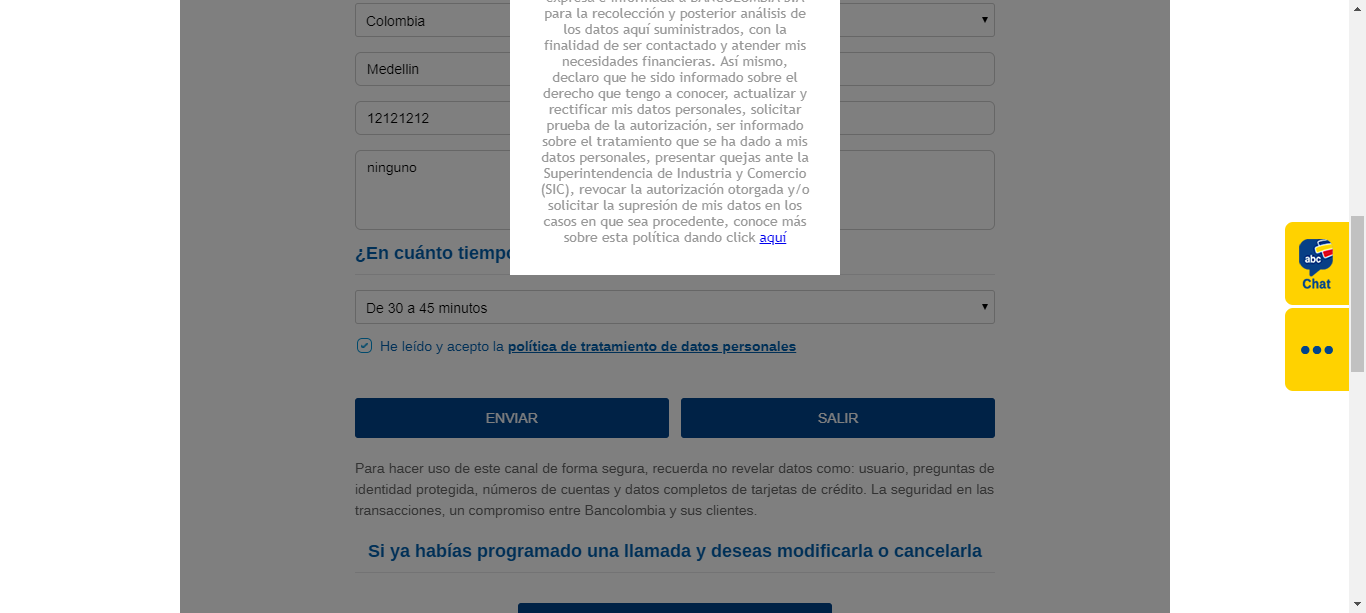 expresa e informada a BANCOLOMBIA S.A
Colombia
para la recolección y posterior análisis de
los datos aquí suministrados, con la
finalidad de ser contactado y atender mis
necesidades financieras. Así mismo,
declaro que he sido informado sobre el
derecho que tengo a conocer, actualizar y
rectificar mis datos personales, solicitar
prueba de la autorización, ser informado
sobre el tratamiento que se ha dado a mis
datos personales, presentar quejas ante la
Superintendencia de Industria y Comercio
(SIC), revocar la autorización otorgada y/o
solicitar la supresión de mis datos en los
casos en que sea procedente, conoce más
sobre esta política dando click aquí
Medellin
12121212
ninguno
¿En cuánto tiempo
De 30 a 45 minutos
He leído y acepto la política de tratamiento de datos personales
ENVIAR
SALIR
Para hacer uso de este canal de forma segura, recuerda no revelar datos como: usuario, preguntas de
identidad protegida, números de cuentas y datos completos de tarjetas de crédito. La seguridad en las
transacciones, un compromiso entre Bancolombia y sus clientes.
Si ya habías programado una llamada y deseas modificarla o cancelarla
abc
Chat